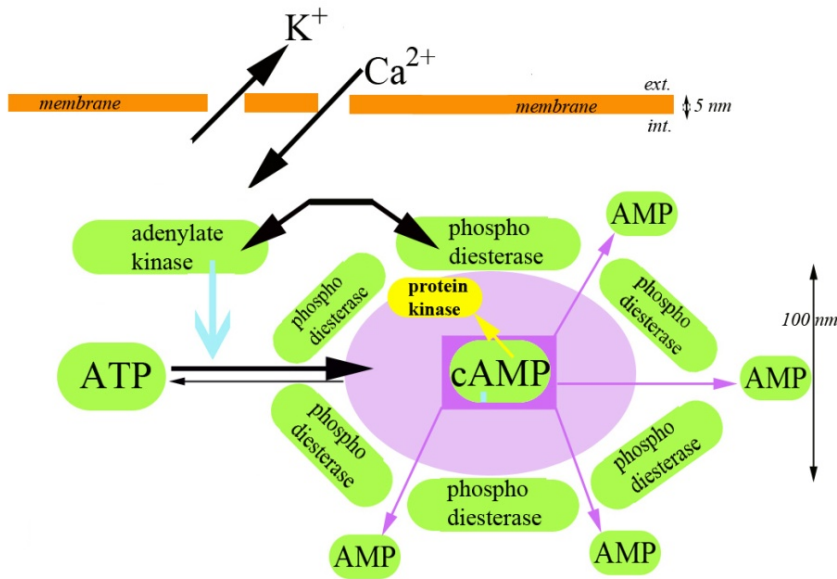 K+
Ca2+
ext.
membrane
membrane
5 nm
int.
adenylate
kinase
phospho
diesterase
AMP
phospho
diesterase
protein
kinase
phospho
diesterase
100 nm
ATP
cAMP
AMP
phospho
diesterase
phospho
diesterase
phospho
diesterase
AMP
AMP